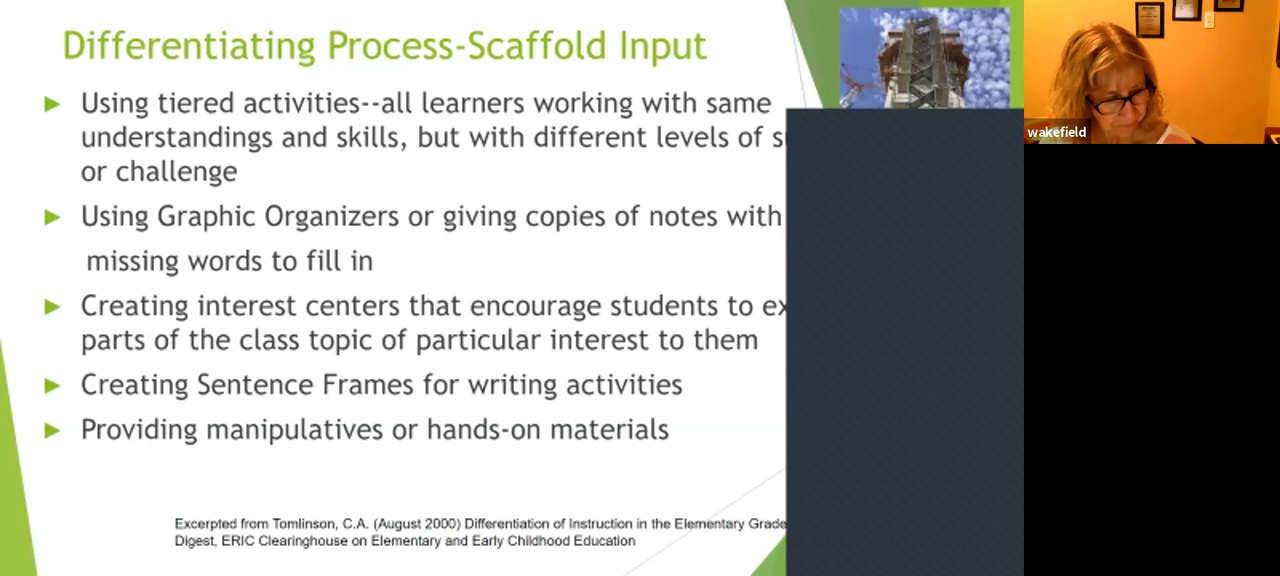 Differentiating Process-Scaffold Input
Using tiered activities--all learners working with same
understandings and skills, but with different levels of
or challenge
Using Graphic Organizers or giving copies of notes with
missing words to fill in
Creating interest centers that encourage students to
parts of the class topic of particular interest to them
Creating Sentence Frames for writing activities
Providing manipulatives or hands-on materials
Excerpted from Tomlinson, C.A. (August 2000) Differentiation of Instruction in the Elementary Grade
Digest, ERIC Clearinghouse on Elementary and Early Childhood Education
wakefield